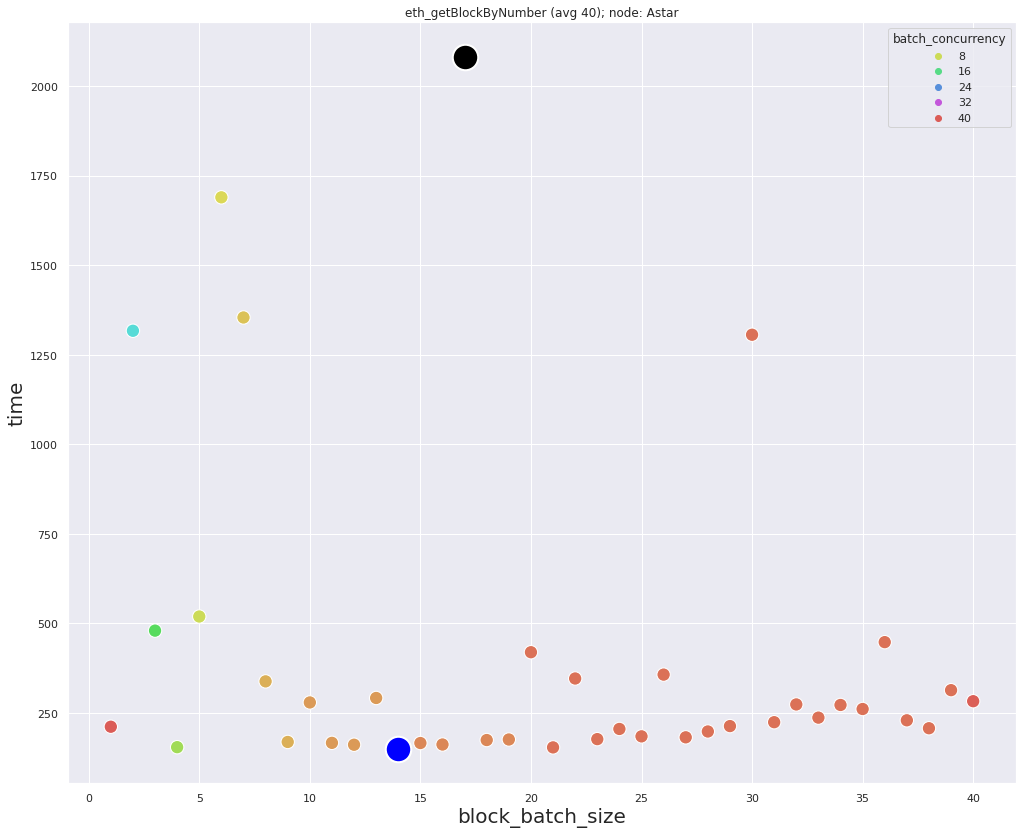 eth_getBlockByNumber (avg 40); node: Astar
batch_concurrency
8
16
24
32
40
2000
1750
1500
1250
1000
750
500
250
time
0 5 10 15 20 25 30 35 40
block_batch_size